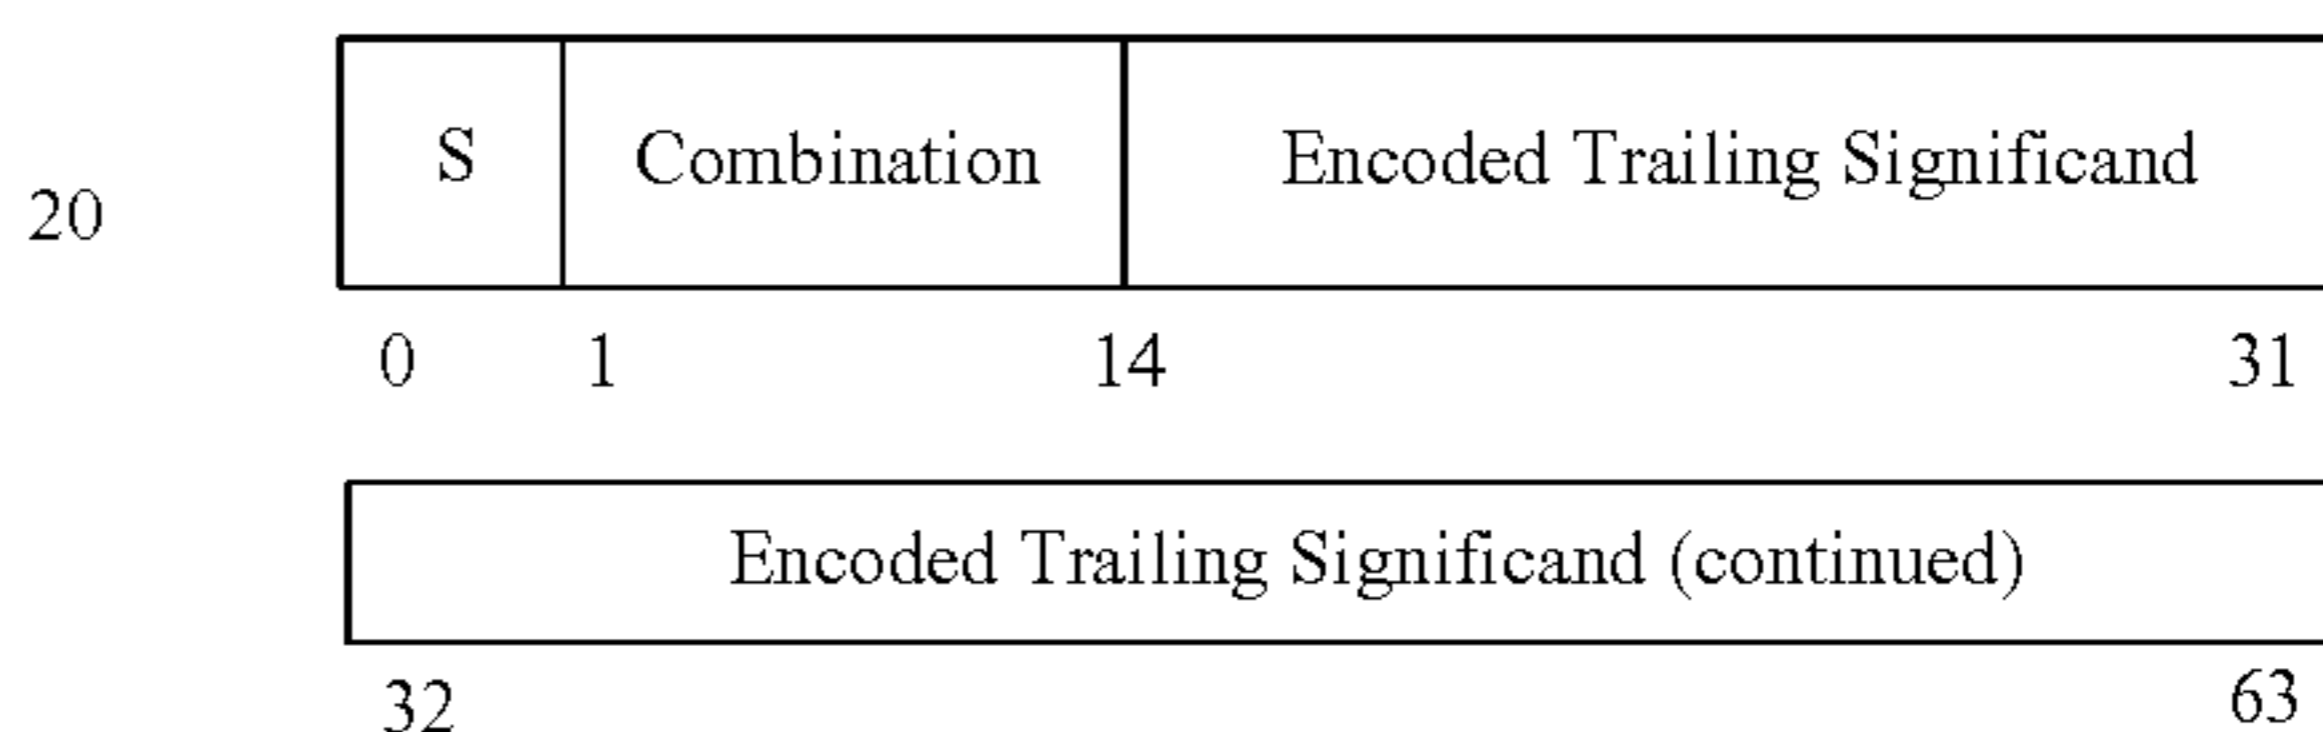 S Combination Encoded Trailing Significand
20
0 1 14 31
Encoded Trailing Significand (continued)
32 63